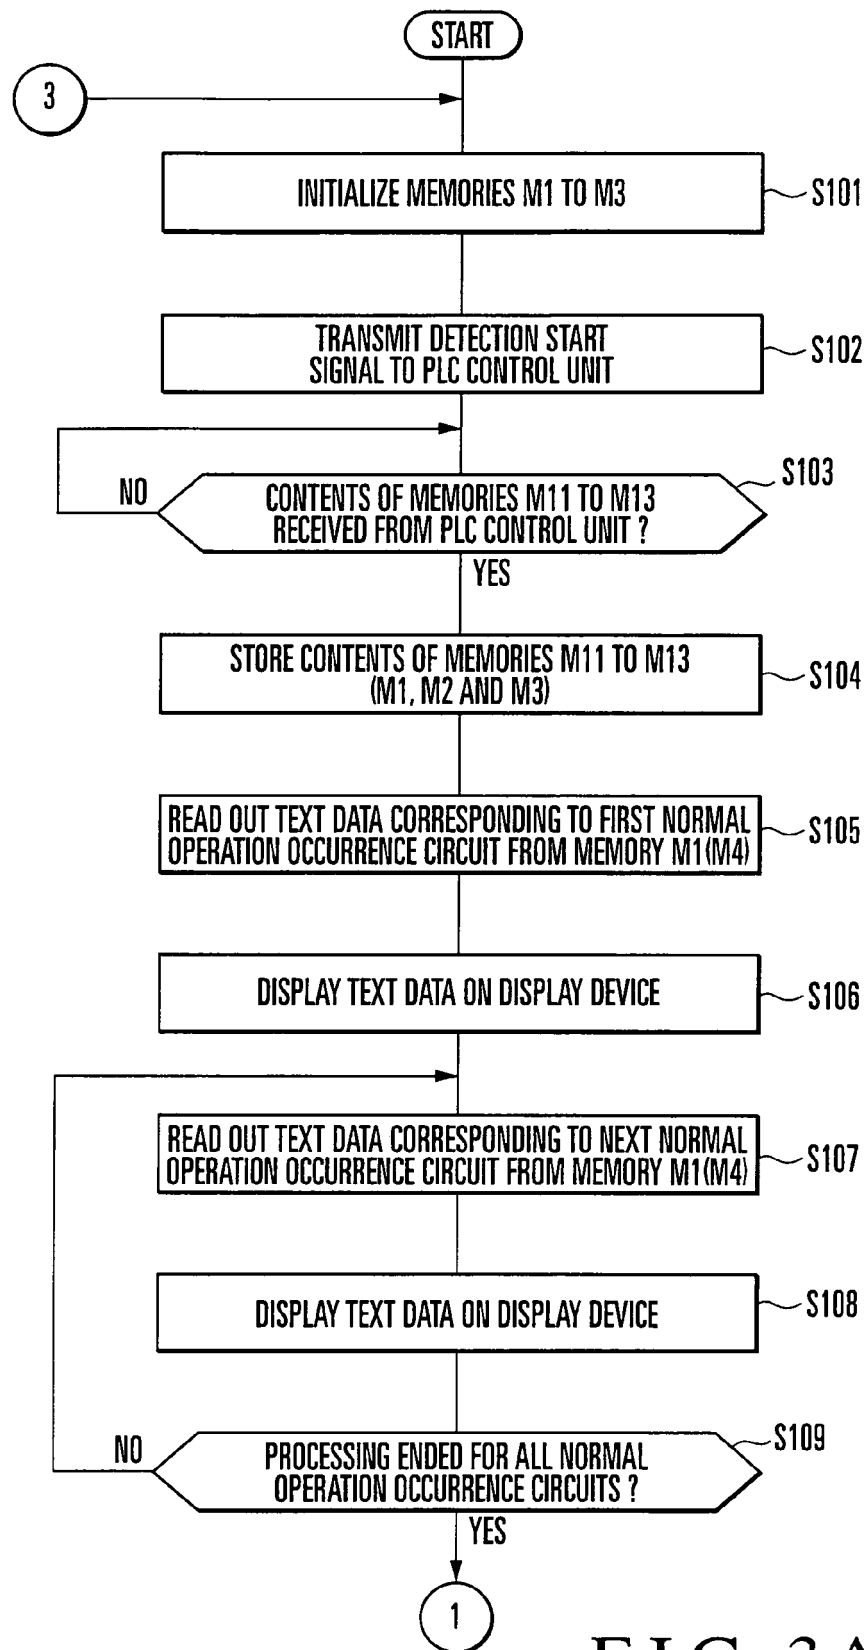 START
3
INITIALIZE MEMORIES M1 TO M3
S101
TRANSMIT DETECTION START
SIGNAL TO PLC CONTROL UNIT
S102
NO
CONTENTS OF MEMORIES M11 TO M13
RECEIVED FROM PLC CONTROL UNIT ?
S103
YES
STORE CONTENTS OF MEMORIES M11 TO M13
(M1, M2 AND M3)
S104
READ OUT TEXT DATA CORRESPONDING TO FIRST NORMAL
OPERATION OCCURRENCE CIRCUIT FROM MEMORY M1(M4)
S105
DISPLAY TEXT DATA ON DISPLAY DEVICE
S106
READ OUT TEXT DATA CORRESPONDING TO NEXT NORMAL
OPERATION OCCURRENCE CIRCUIT FROM MEMORY M1(M4)
S107
DISPLAY TEXT DATA ON DISPLAY DEVICE
S108
NO
PROCESSING ENDED FOR ALL NORMAL
OPERATION OCCURRENCE CIRCUITS ?
S109
YES
1
FIG. 3A